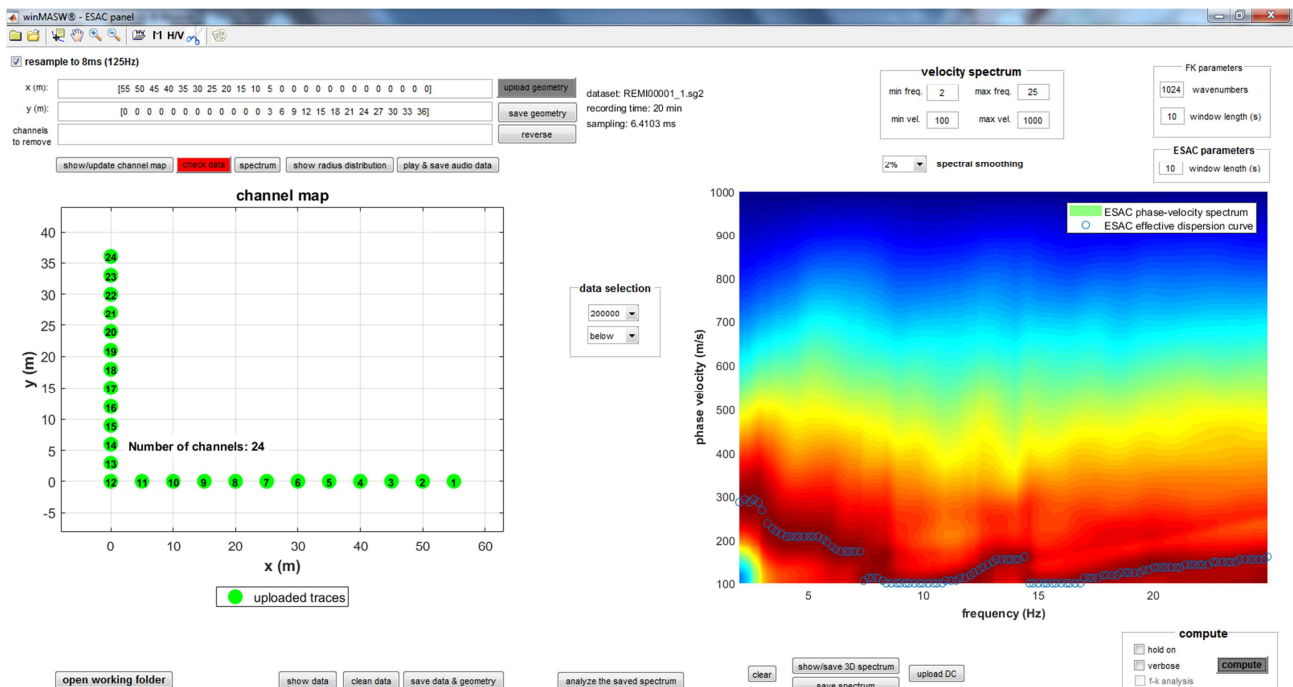 winMASW® - ESAC panel
H/V
resample to 8ms (125Hz)
x (m): [55 50 45 40 35 30 25 20 15 10 5 0 0 0 0 0 0 0 0 0 0 0 0 0] upload geometry
y (m): [0 0 0 0 0 0 0 0 0 0 0 0 3 6 9 12 15 18 21 24 27 30 33 36] save geometry
channels
to remove
reverse
dataset: REMI00001_1.sg2
recording time: 20 min
sampling: 6.4103 ms
velocity spectrum
min freq. 2 max freq. 25
min vel. 100 max vel. 1000
FK parameters
1024 wavenumbers
10 window length (s)
ESAC parameters
10 window length (s)
2% spectral smoothing
show/update channel map check data spectrum show radius distribution play & save audio data
channel map
40
35
30
25
20
15
10
5
0
-5
y (m)
24
23
22
21
20
19
18
17
16
15
14
13
Number of channels: 24
12 11 10 9 8 7 6 5 4 3 2 1
0 10 20 30 40 50 60
x (m)
uploaded traces
data selection
200000
below
1000
900
800
700
600
500
400
300
200
100
phase velocity (m/s)
ESAC phase-velocity spectrum
ESAC effective dispersion curve
5 10 15 20
frequency (Hz)
open working folder show data clean data save data & geometry analyze the saved spectrum
clear show/save 3D spectrum upload DC
save spectrum
compute
hold on
verbose compute
f-k analysis